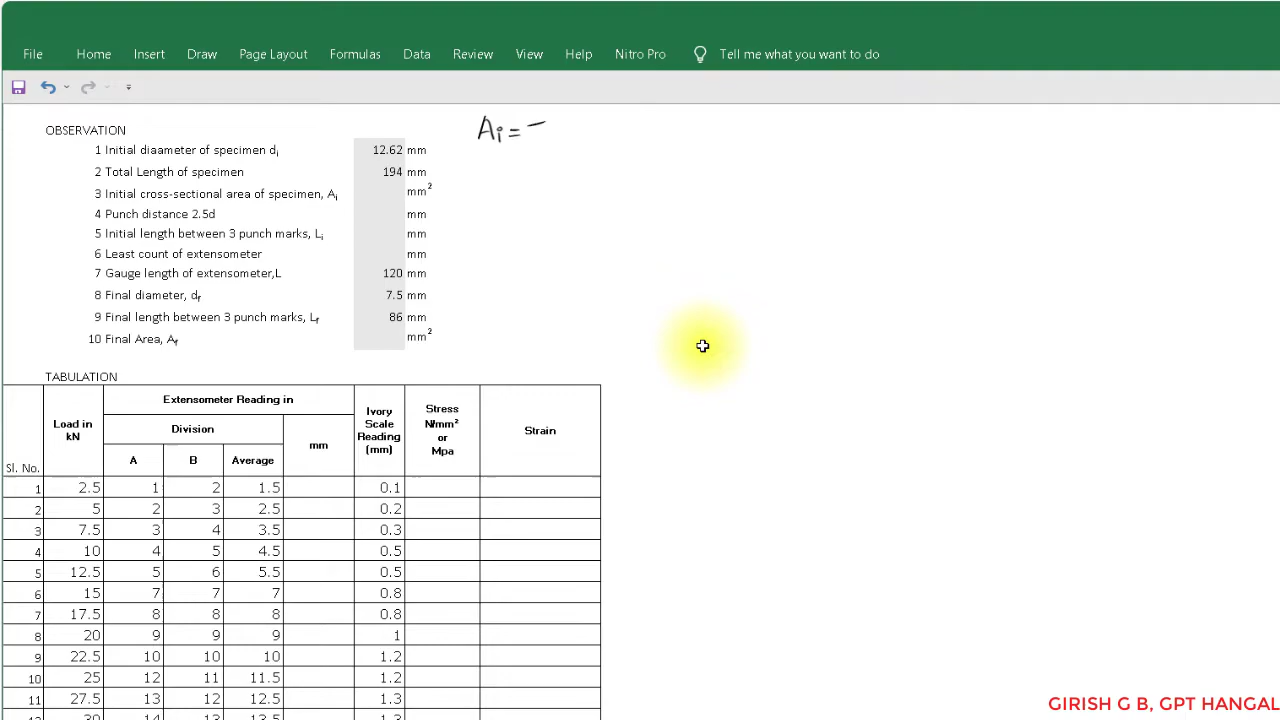 File Home Insert Draw Page Layout Formulas Data Review View Help Nitro Pro Tell me what you want to do
OBSERVATION
Ai = –
1 Initial diaameter of specimen di 12.62 mm
2 Total Length of specimen 194 mm
3 Initial cross-sectional area of specimen, Ai mm²
4 Punch distance 2.5d mm
5 Initial length between 3 punch marks, Li mm
6 Least count of extensometer mm
7 Gauge length of extensometer,L 120 mm
8 Final diameter, df 7.5 mm
9 Final length between 3 punch marks, Lf 86 mm
10 Final Area, Af mm²
TABULATION
Sl. No.
Load in
kN
Extensometer Reading in
Division
A B Average
mm
Ivory
Scale
Reading
(mm)
Stress
N/mm²
or
Mpa
Strain
1 2.5 1 2 1.5 0.1
2 5 2 3 2.5 0.2
3 7.5 3 4 3.5 0.3
4 10 4 5 4.5 0.5
5 12.5 5 6 5.5 0.5
6 15 7 7 7 0.8
7 17.5 8 8 8 0.8
8 20 9 9 9 1
9 22.5 10 10 10 1.2
10 25 12 11 11.5 1.2
11 27.5 13 12 12.5 1.3
12 30 14 13 13.5 1.3
GIRISH G B, GPT HANGAL